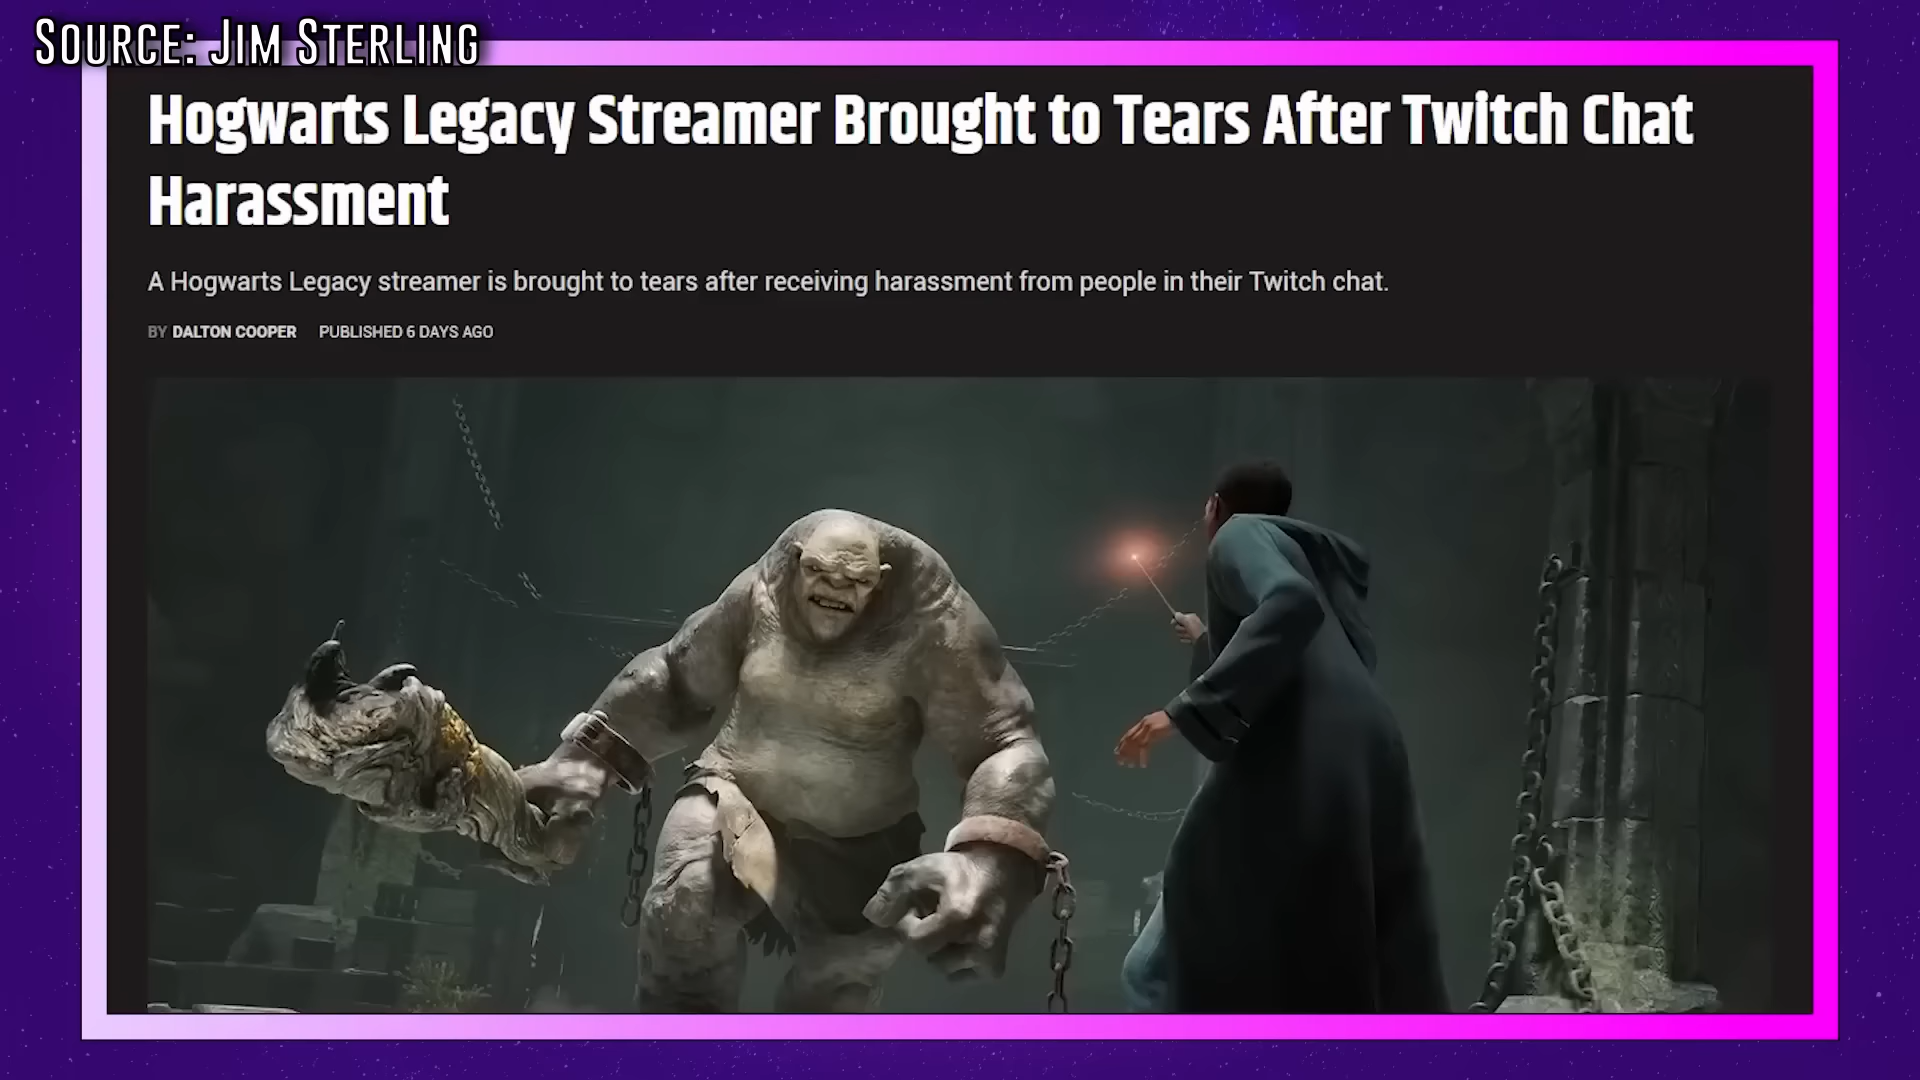 Source: Jim Sterling
Hogwarts Legacy Streamer Brought to Tears After Twitch Chat
Harassment
A Hogwarts Legacy streamer is brought to tears after receiving harassment from people in their Twitch chat.
BY DALTON COOPER PUBLISHED 6 DAYS AGO